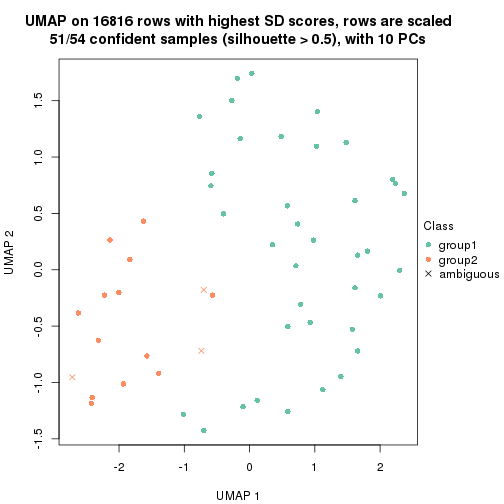 UMAP on 16816 rows with highest SD scores, rows are scaled
51/54 confident samples (silhouette > 0.5), with 10 PCs
UMAP 2
1.5
1.0
0.5
0.0
-0.5
-1.0
-1.5
-2
-1
0
1
2
UMAP 1
Class
group1
group2
ambiguous